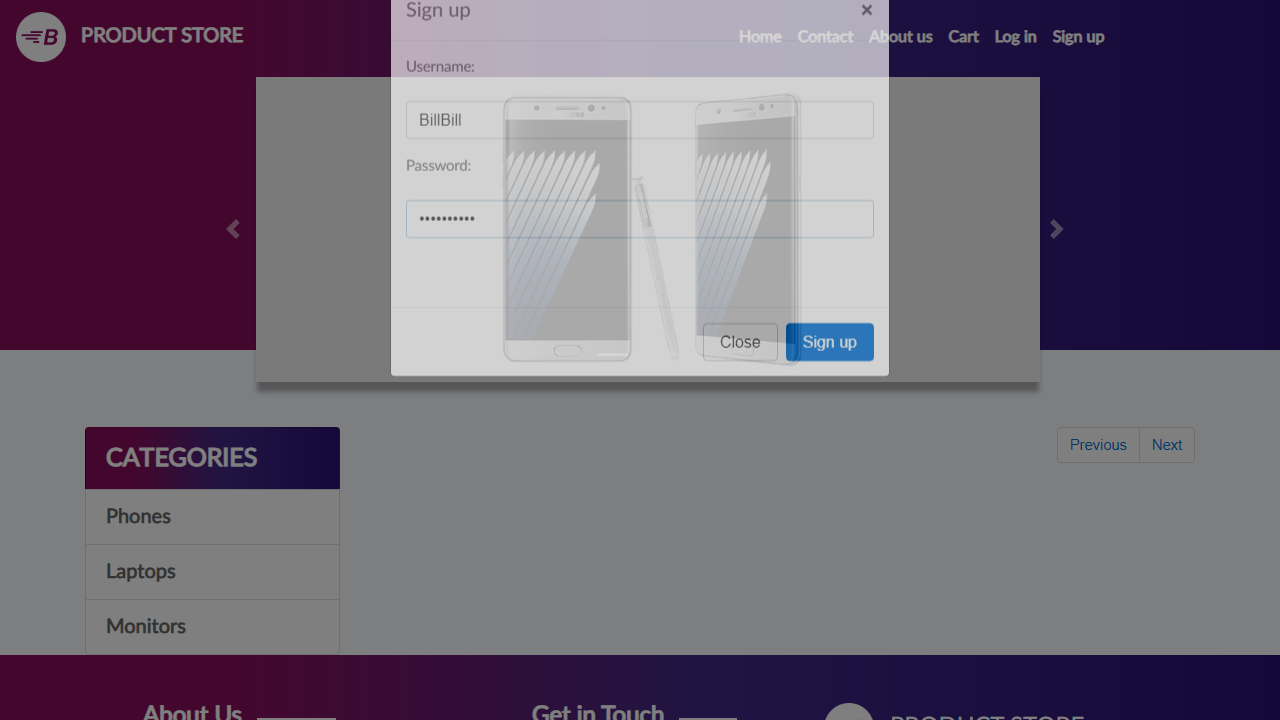 Sign up ×
B PRODUCT STORE
Home Contact About us Cart Log in Sign up
Username:
BillBill
Password:
••••••••••
Close Sign up
CATEGORIES
Previous Next
Phones
Laptops
Monitors
About Us Get in Touch PRODUCT STORE